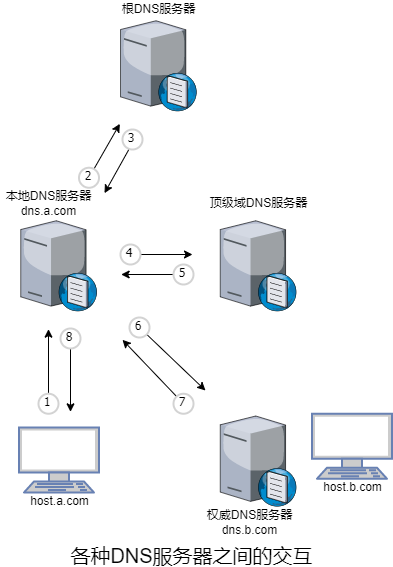 根DNS服务器
2
3
本地DNS服务器
dns.a.com
顶级域DNS服务器
4
5
6
8
1
7
host.a.com
权威DNS服务器
dns.b.com
host.b.com
各种DNS服务器之间的交互